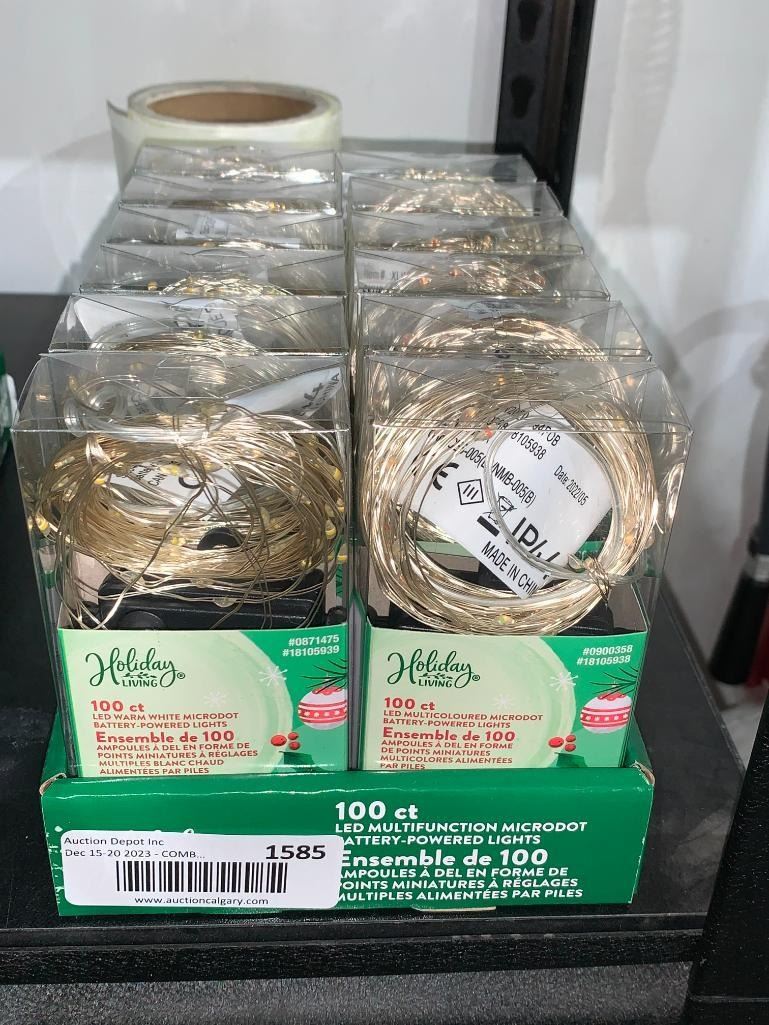 18105938
Date: 2022/05
NMB-005(B)
MADE IN CHIN
#0871475
#18105939
Holiday
LIVING®
100 ct
LED WARM WHITE MICRODOT
BATTERY-POWERED LIGHTS
Ensemble de 100
AMPOULES À DEL EN FORME DE
POINTS MINIATURES À RÉGLAGES
MULTIPLES BLANC CHAUD
ALIMENTÉES PAR PILES
#0900358
#18105938
Holiday
LIVING®
100 ct
LED MULTICOLOURED MICRODOT
BATTERY-POWERED LIGHTS
Ensemble de 100
AMPOULES À DEL EN FORME
DE POINTS MINIATURES
MULTICOLORES ALIMENTÉES
PAR PILES
100 ct
LED MULTIFUNCTION MICRODOT
BATTERY-POWERED LIGHTS
Ensemble de 100
AMPOULES À DEL EN FORME DE
POINTS MINIATURES À RÉGLAGES
MULTIPLES ALIMENTÉES PAR PILES
Auction Depot Inc
Dec 15-20 2023 - COMB...
1585
www.auctioncalgary.com